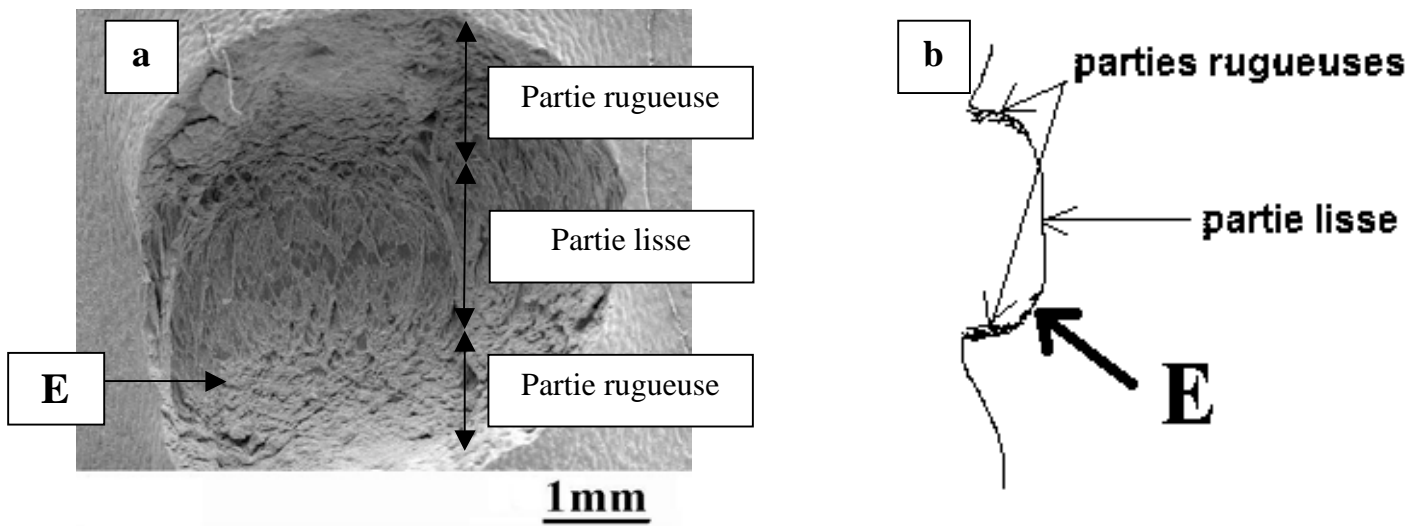 a
Partie rugueuse
Partie lisse
Partie rugueuse
E
1mm
b
parties rugueuses
partie lisse
E